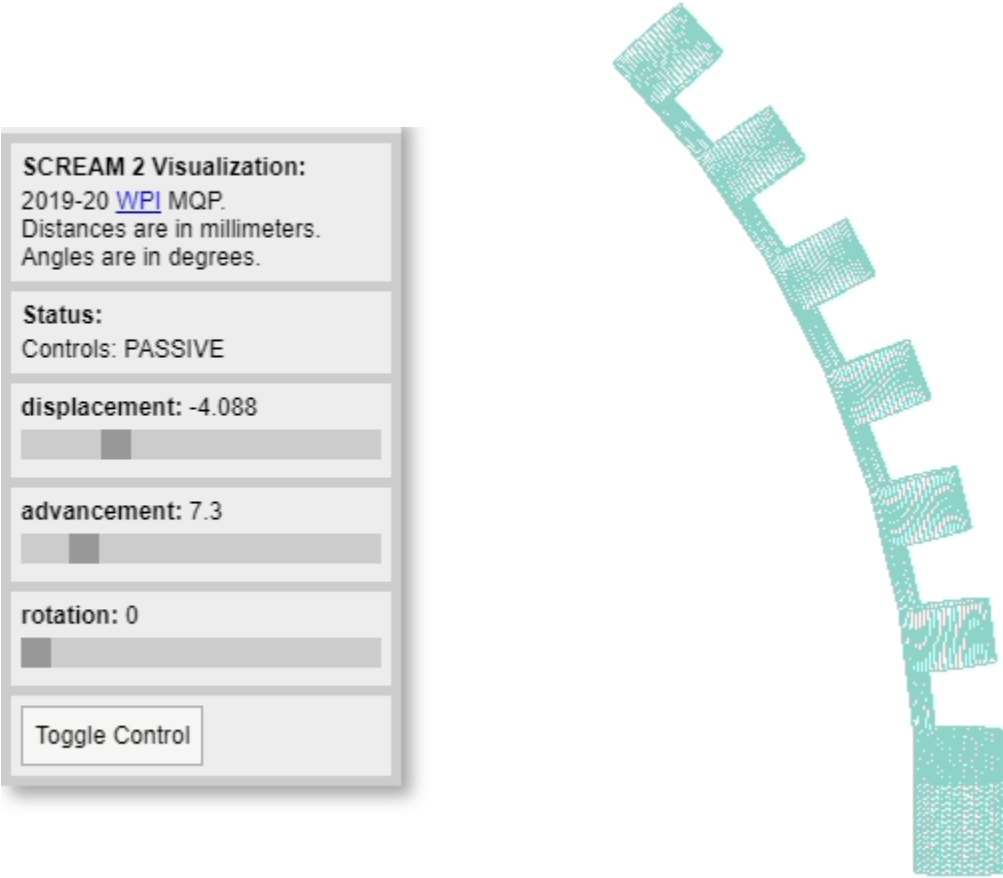 SCREAM 2 Visualization:
2019-20 WPI MQP.
Distances are in millimeters.
Angles are in degrees.
Status:
Controls: PASSIVE
displacement: -4.088
advancement: 7.3
rotation: 0
Toggle Control